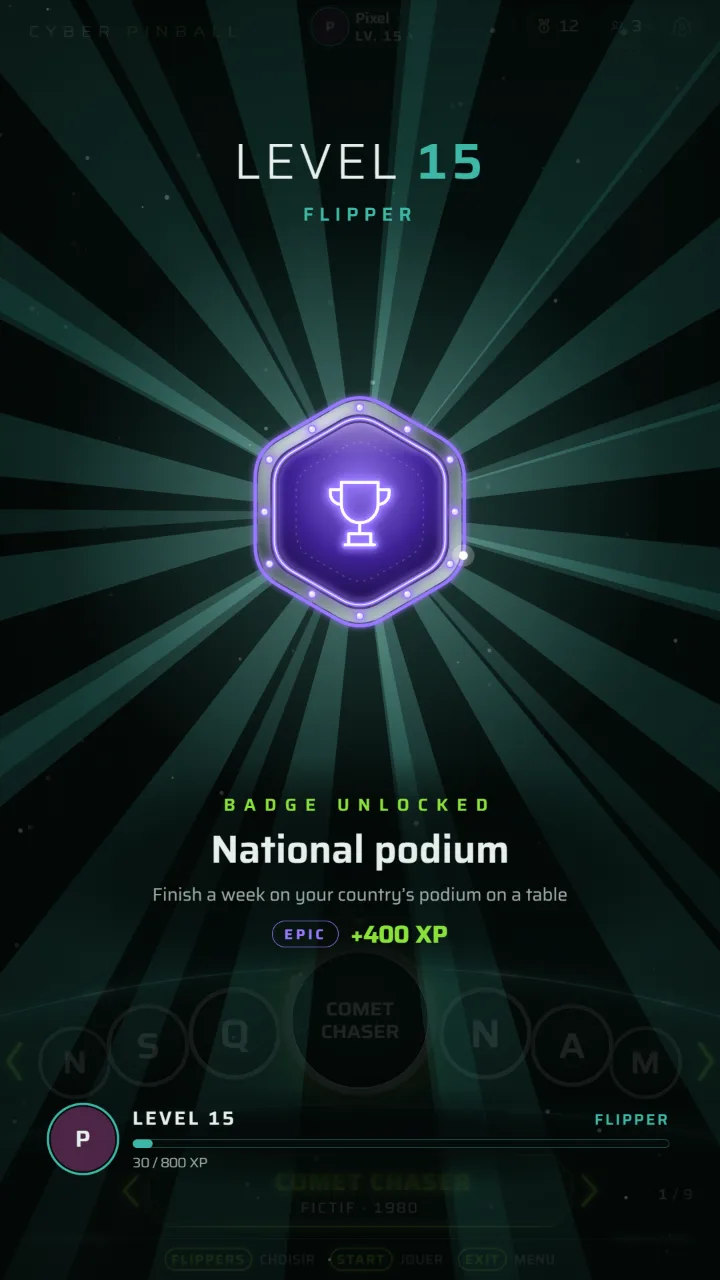 CYBER PINBALL
P
Pixel
LV. 15
12
3
LEVEL 15
FLIPPER
BADGE UNLOCKED
National podium
Finish a week on your country's podium on a table
EPIC +400 XP
N S Q COMET CHASER N A M
P
LEVEL 15
FLIPPER
30 / 800 XP
COMET CHASER
FICTIF - 1980
1 / 9
FLIPPERS CHOISIR · START JOUER EXIT MENU